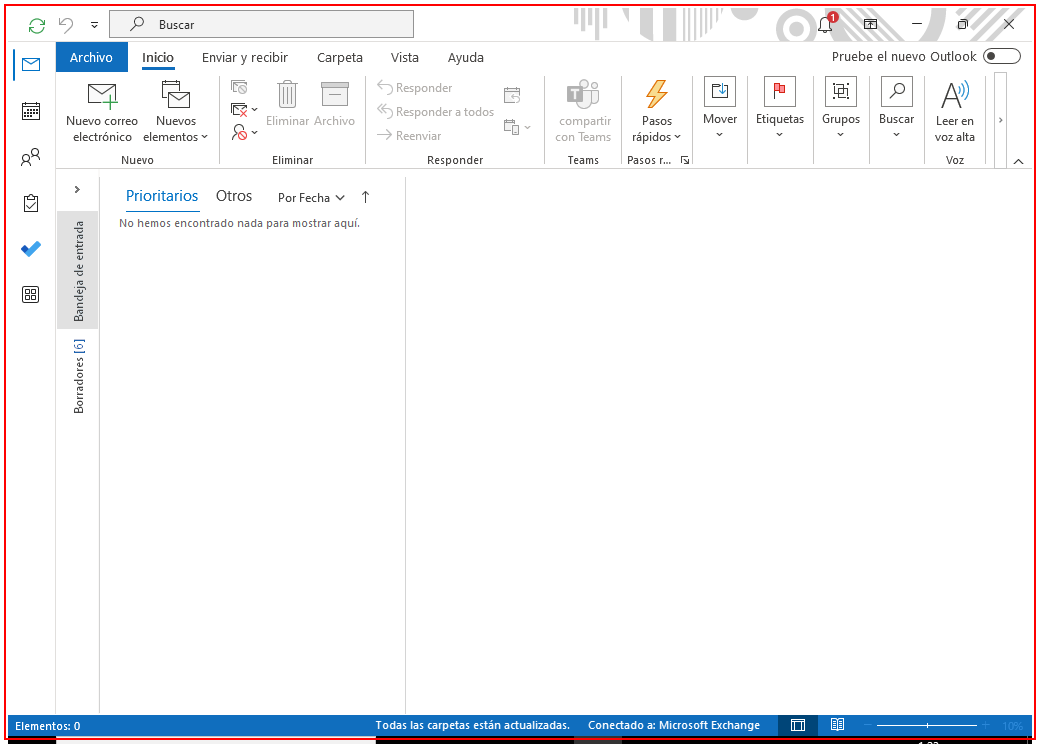 Buscar
1
Archivo
Inicio
Enviar y recibir
Carpeta
Vista
Ayuda
Pruebe el nuevo Outlook
Nuevo correo
electrónico
Nuevos
elementos
Nuevo
Eliminar
Archivo
Eliminar
Responder
Responder a todos
Reenviar
Responder
compartir
con Teams
Teams
Pasos
rápidos
Pasos r...
Mover
Etiquetas
Grupos
Buscar
Leer en
voz alta
Voz
Bandeja de entrada
Borradores [6]
Prioritarios
Otros
Por Fecha
No hemos encontrado nada para mostrar aquí.
Elementos: 0
Todas las carpetas están actualizadas.
Conectado a: Microsoft Exchange
10%